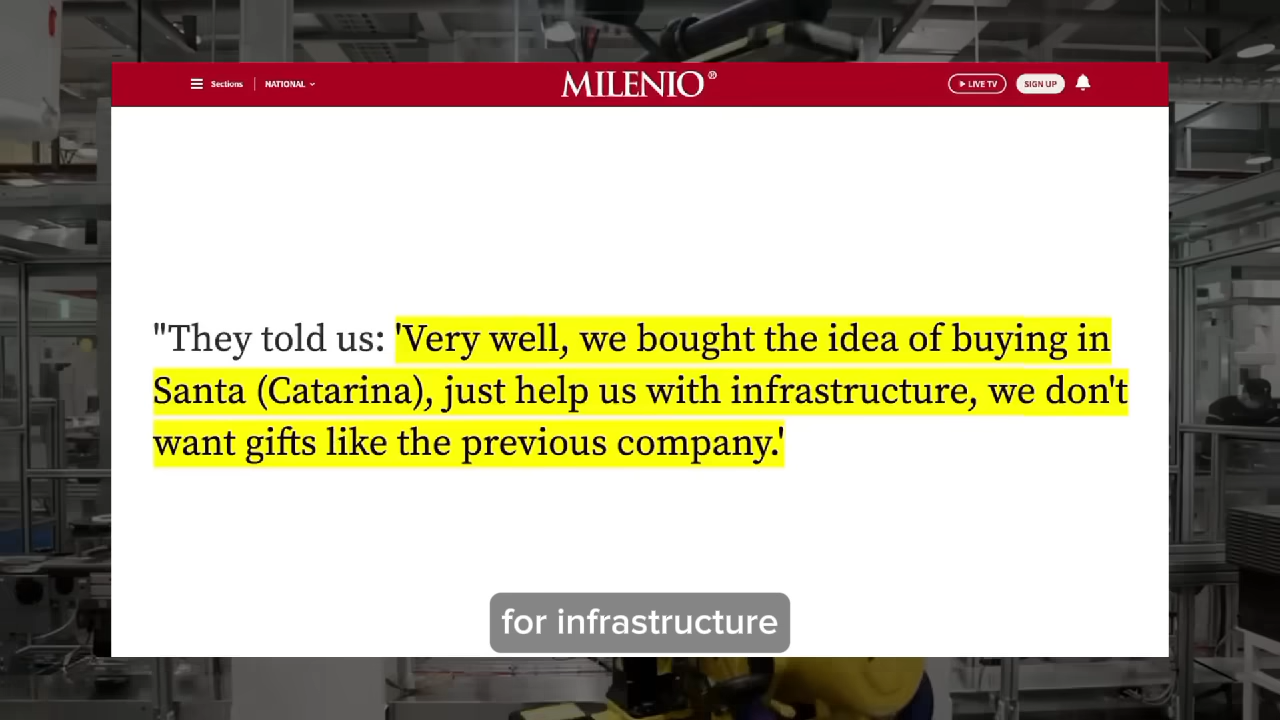 Sections
NATIONAL
MILENIO®
LIVE TV
SIGN UP
"They told us: 'Very well, we bought the idea of buying in
Santa (Catarina), just help us with infrastructure, we don't
want gifts like the previous company.'
for infrastructure